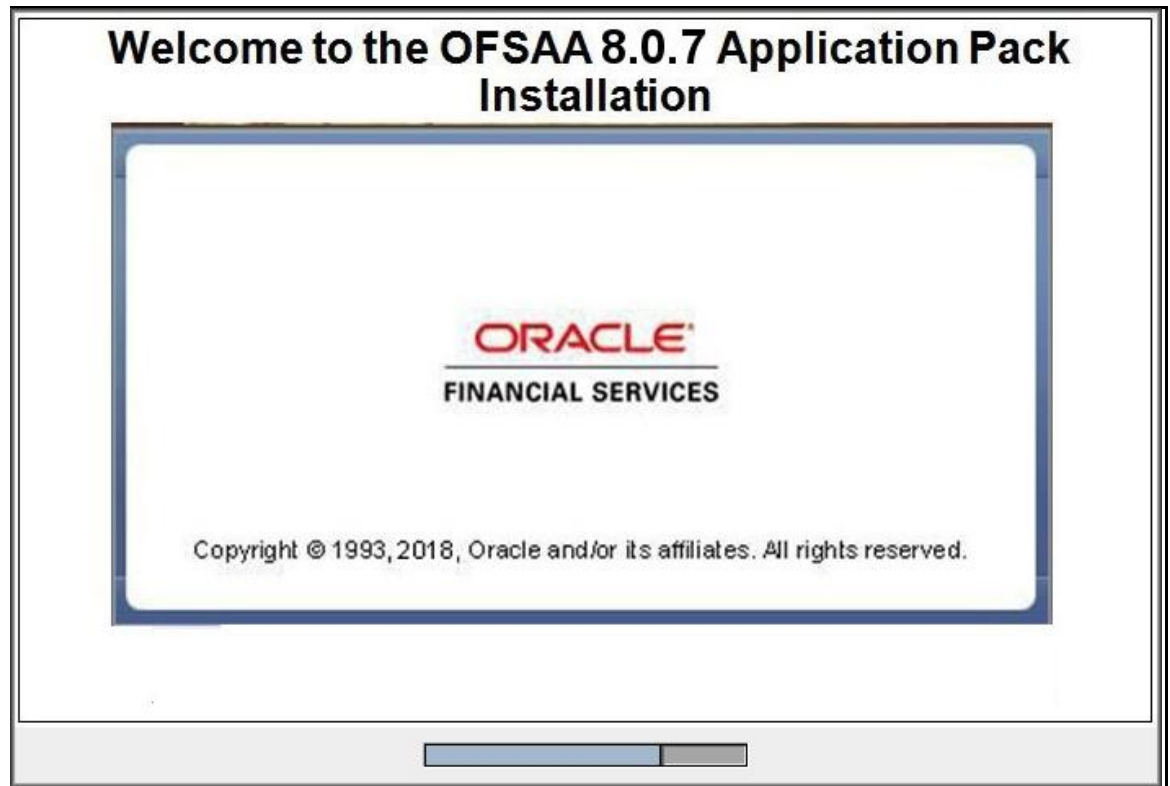 Welcome to the OFSAA 8.0.7 Application Pack
Installation
ORACLE®
FINANCIAL SERVICES
Copyright © 1993, 2018, Oracle and/or its affiliates. All rights reserved.